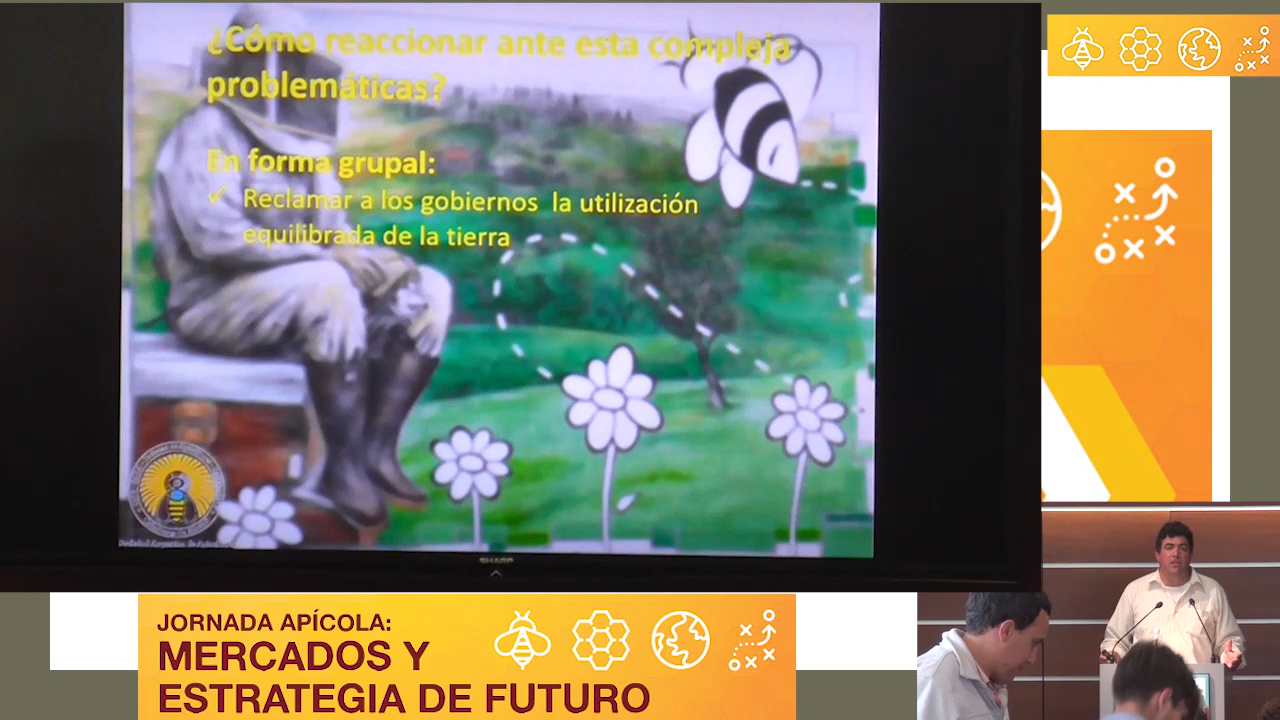 ¿Cómo reaccionar ante esta compleja
problemáticas?
En forma grupal:
✓ Reclamar a los gobiernos la utilización
equilibrada de la tierra
SHARP
JORNADA APÍCOLA:
MERCADOS Y
ESTRATEGIA DE FUTURO